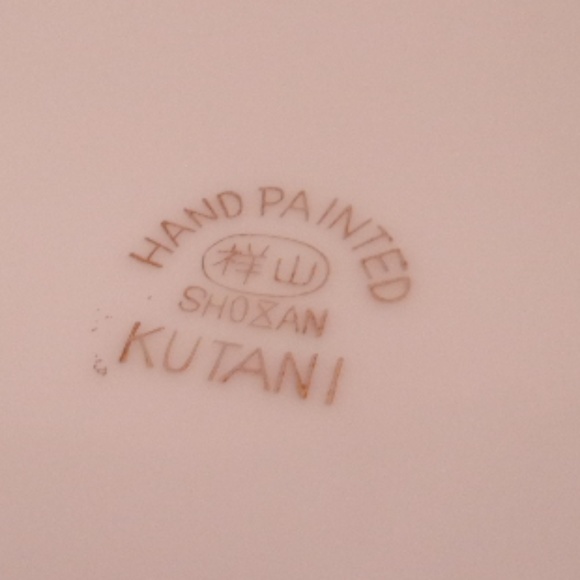 HAND PAINTED
祥山
SHOZAN
KUTANI